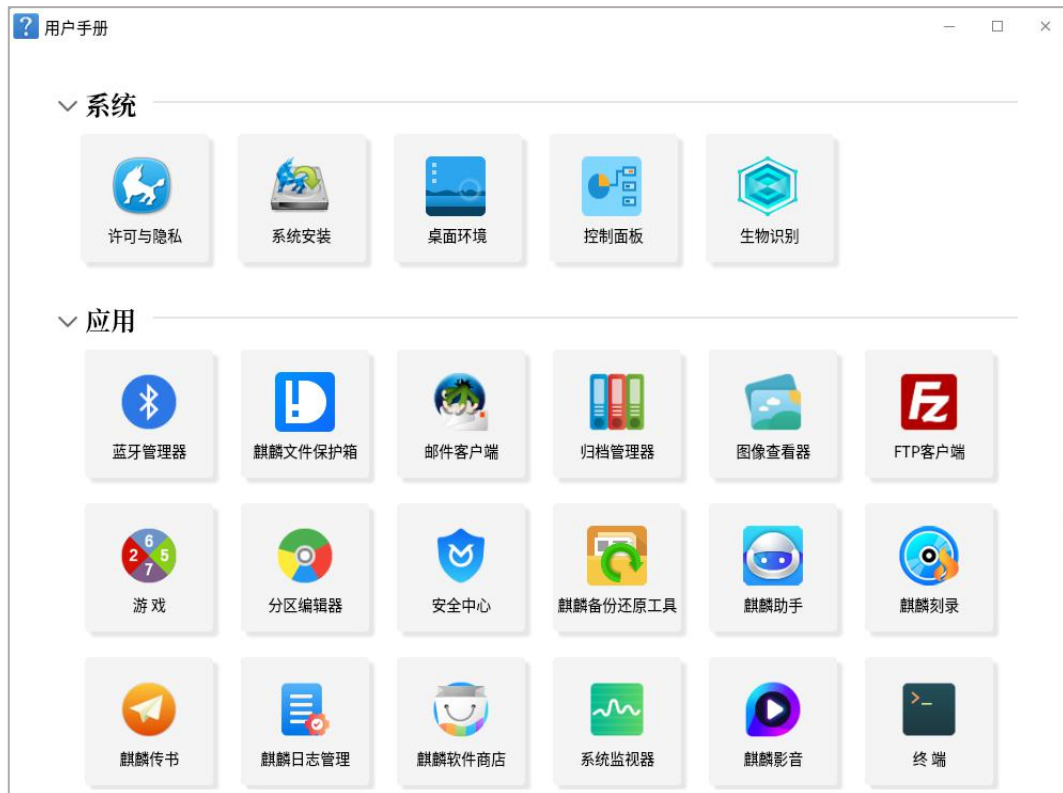 用户手册
系统
许可与隐私 系统安装 桌面环境 控制面板 生物识别
应用
蓝牙管理器 麒麟文件保护箱 邮件客户端 归档管理器 图像查看器 FTP客户端
游戏 分区编辑器 安全中心 麒麟备份还原工具 麒麟助手 麒麟刻录
麒麟传书 麒麟日志管理 麒麟软件商店 系统监视器 麒麟影音 终端